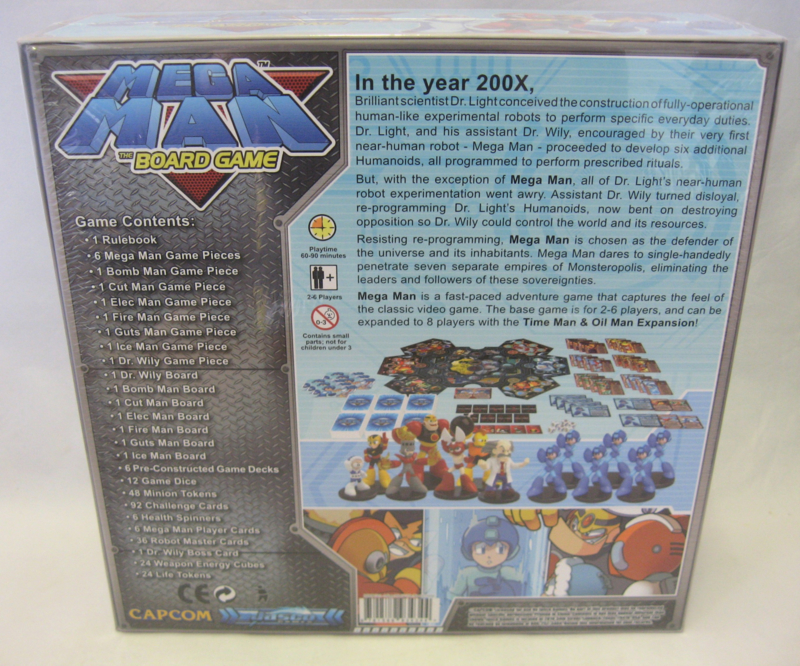 MEGA
MAN™
THE BOARD GAME
Game Contents:
• 1 Rulebook
• 6 Mega Man Game Pieces
• 1 Bomb Man Game Piece
• 1 Cut Man Game Piece
• 1 Elec Man Game Piece
• 1 Fire Man Game Piece
• 1 Guts Man Game Piece
• 1 Ice Man Game Piece
• 1 Dr. Wily Game Piece
• 1 Dr. Wily Board
• 1 Bomb Man Board
• 1 Cut Man Board
• 1 Elec Man Board
• 1 Fire Man Board
• 1 Guts Man Board
• 1 Ice Man Board
• 6 Pre-Constructed Game Decks
• 12 Game Dice
• 48 Minion Tokens
• 92 Challenge Cards
• 6 Health Spinners
• 6 Mega Man Player Cards
• 36 Robot Master Cards
• 1 Dr. Wily Boss Card
• 24 Weapon Energy Cubes
• 24 Life Tokens
CE
CAPCOM
Playtime
60-90 minutes
+
2-6 Players
0-3
Contains small
parts; not for
children under 3
In the year 200X,
Brilliant scientist Dr. Light conceived the construction of fully-operational
human-like experimental robots to perform specific everyday duties.
Dr. Light, and his assistant Dr. Wily, encouraged by their very first
near-human robot - Mega Man - proceeded to develop six additional
Humanoids, all programmed to perform prescribed rituals.
But, with the exception of Mega Man, all of Dr. Light's near-human
robot experimentation went awry. Assistant Dr. Wily turned disloyal,
re-programming Dr. Light's Humanoids, now bent on destroying
opposition so Dr. Wily could control the world and its resources.
Resisting re-programming, Mega Man is chosen as the defender of
the universe and its inhabitants. Mega Man dares to single-handedly
penetrate seven separate empires of Monsteropolis, eliminating the
leaders and followers of these sovereignties.
Mega Man is a fast-paced adventure game that captures the feel of
the classic video game. The base game is for 2-6 players, and can be
expanded to 8 players with the Time Man & Oil Man Expansion!